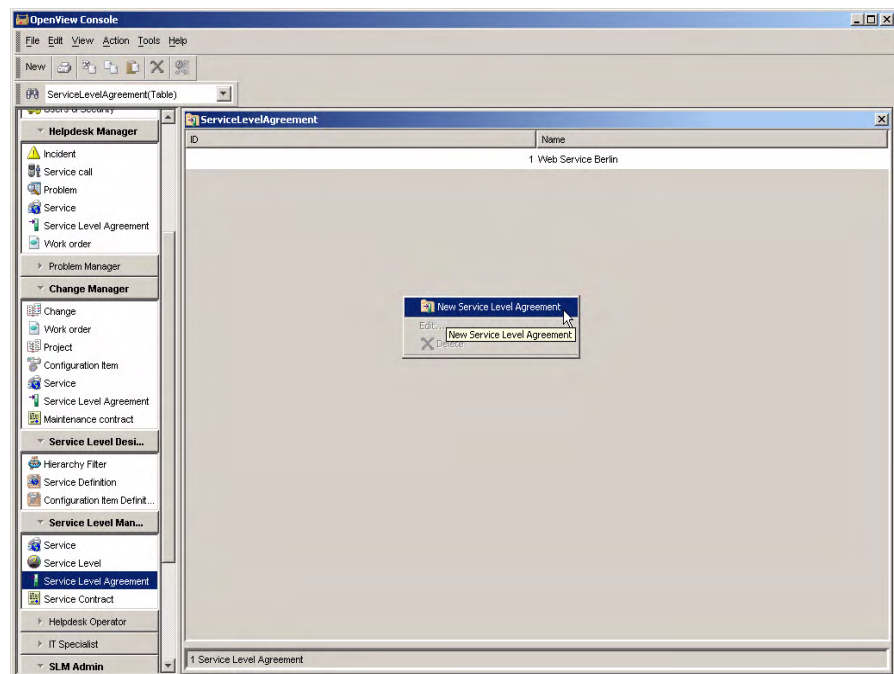 OpenView Console
File Edit View Action Tools Help
New
ServiceLevelAgreement(Table)
Users & Security
Helpdesk Manager
Incident
Service call
Problem
Service
Service Level Agreement
Work order
Problem Manager
Change Manager
Change
Work order
Project
Configuration Item
Service
Service Level Agreement
Maintenance contract
Service Level Desi...
Hierarchy Filter
Service Definition
Configuration Item Definit...
Service Level Man...
Service
Service Level
Service Level Agreement
Service Contract
Helpdesk Operator
IT Specialist
SLM Admin
ServiceLevelAgreement
ID Name
1 Web Service Berlin
New Service Level Agreement
Edit...
New Service Level Agreement
Delete
1 Service Level Agreement